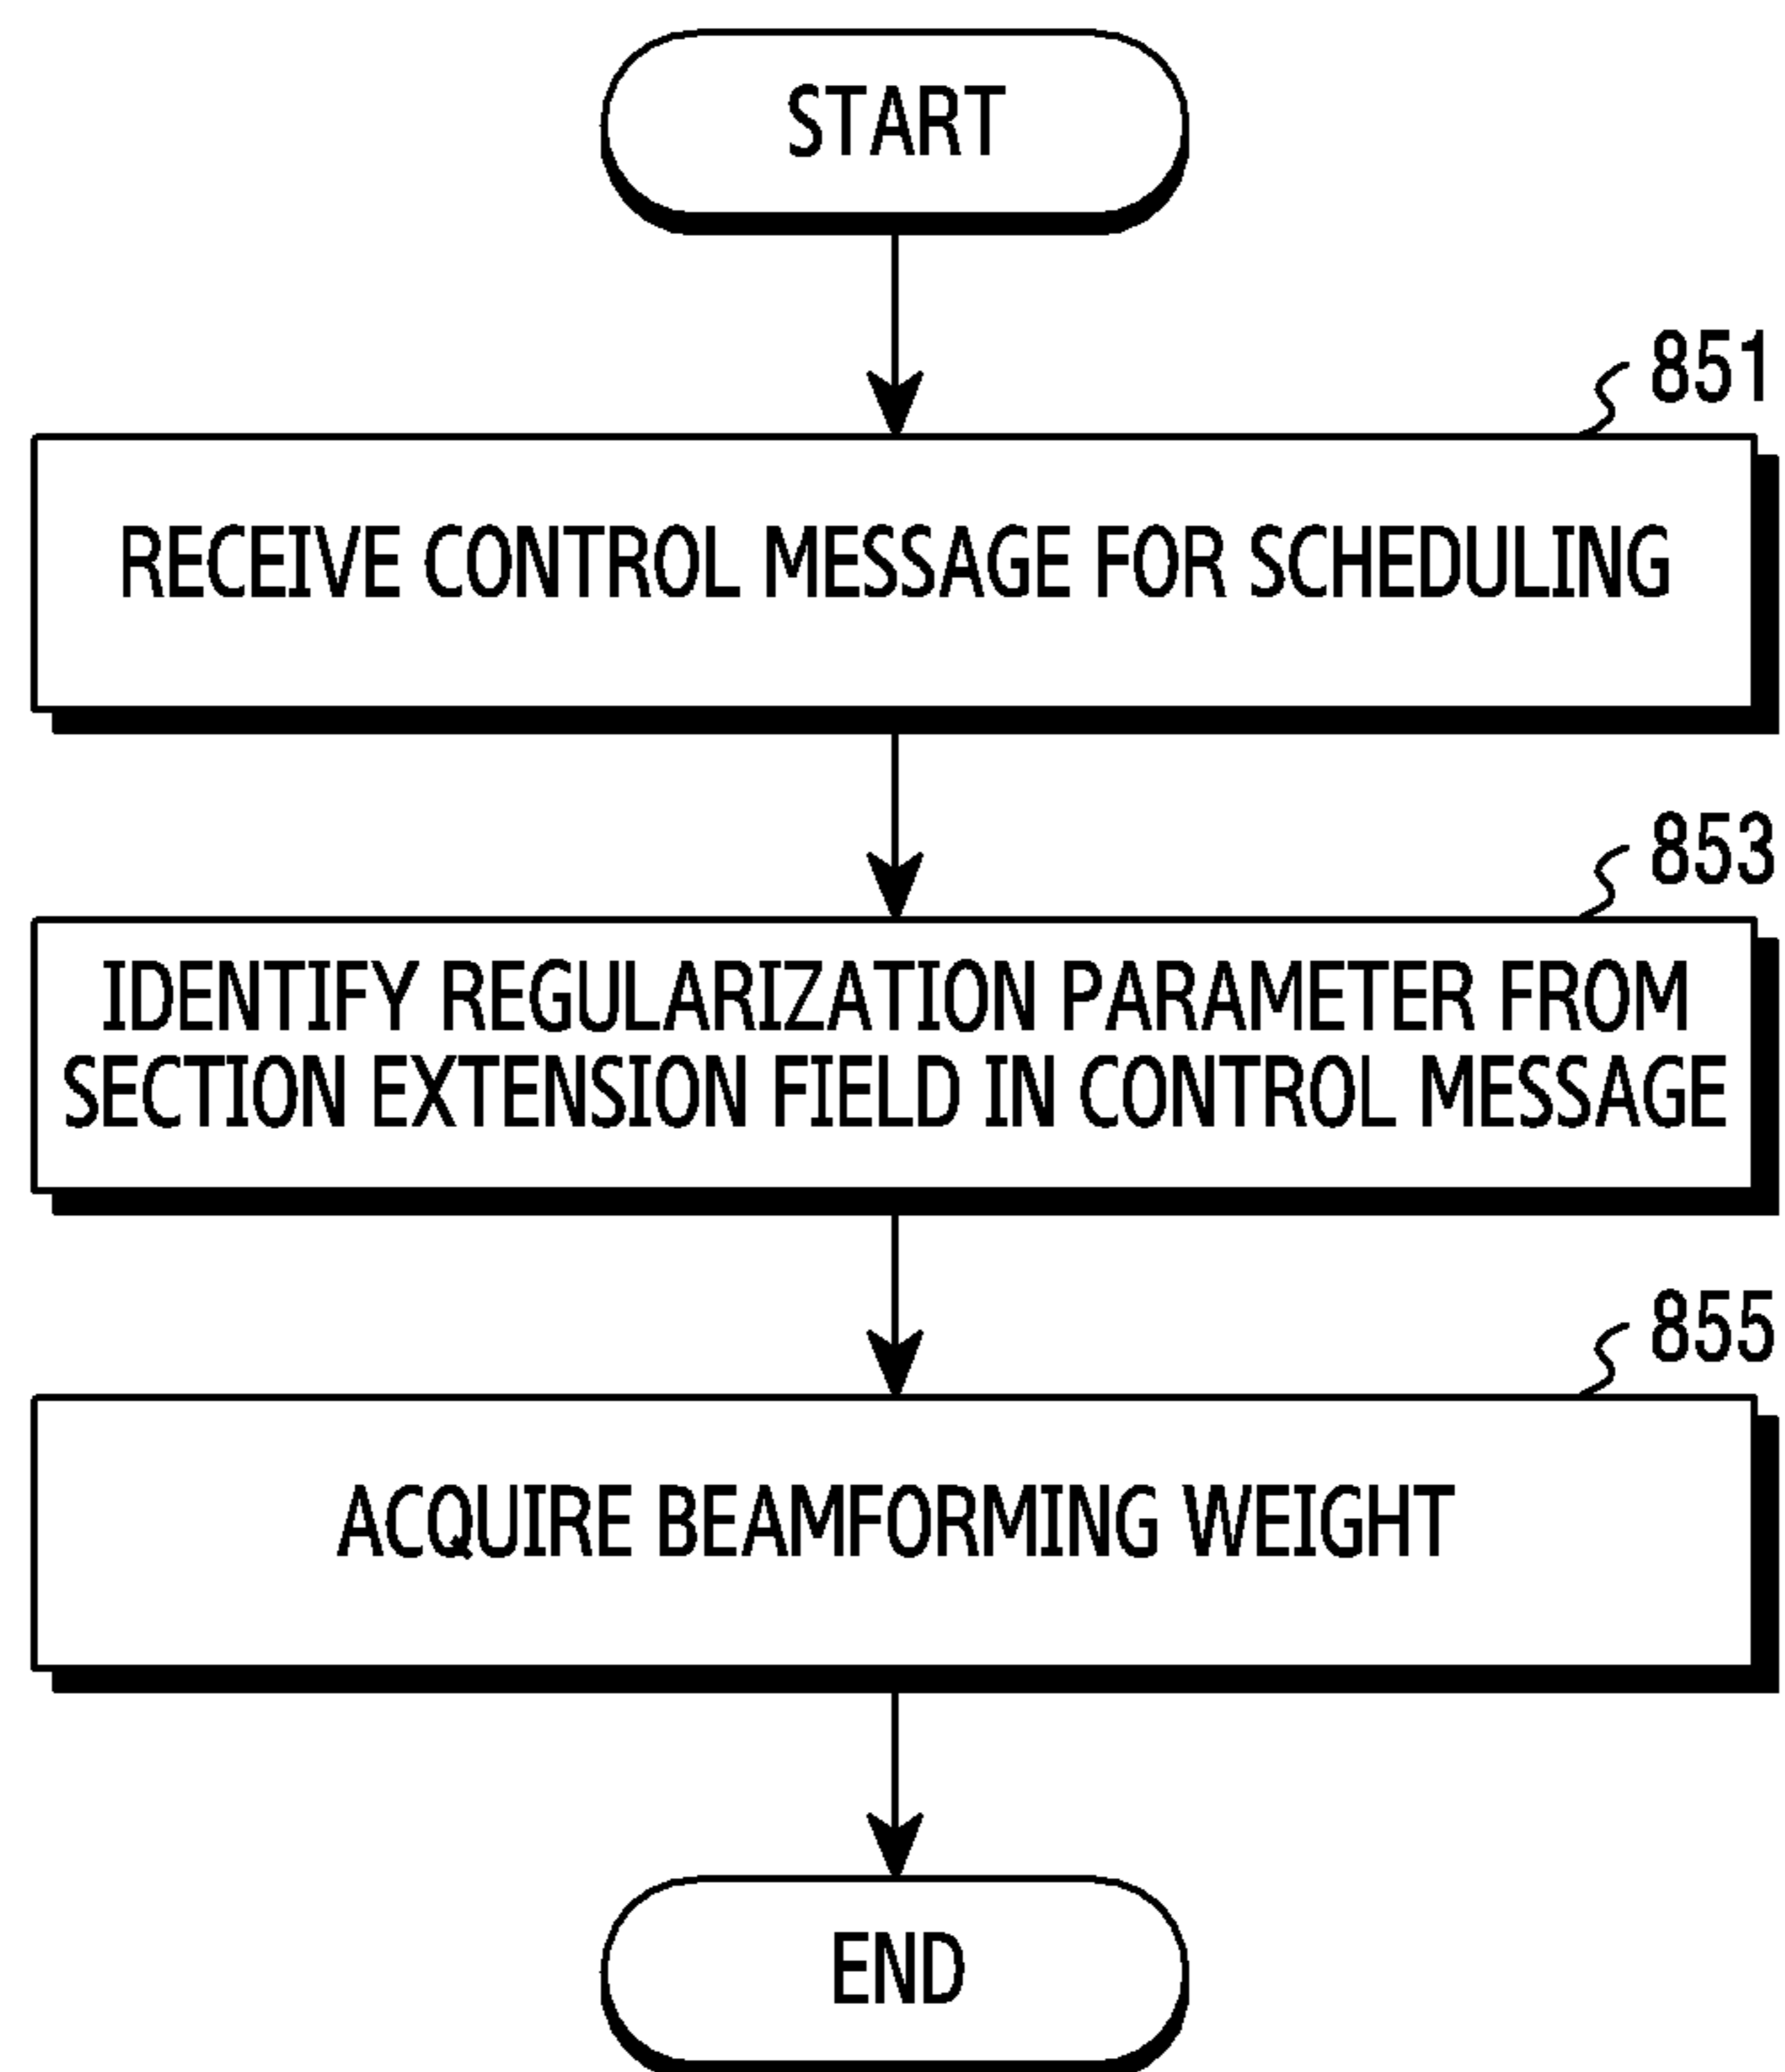 START
851
RECEIVE CONTROL MESSAGE FOR SCHEDULING
853
IDENTIFY REGULARIZATION PARAMETER FROM
SECTION EXTENSION FIELD IN CONTROL MESSAGE
855
ACQUIRE BEAMFORMING WEIGHT
END